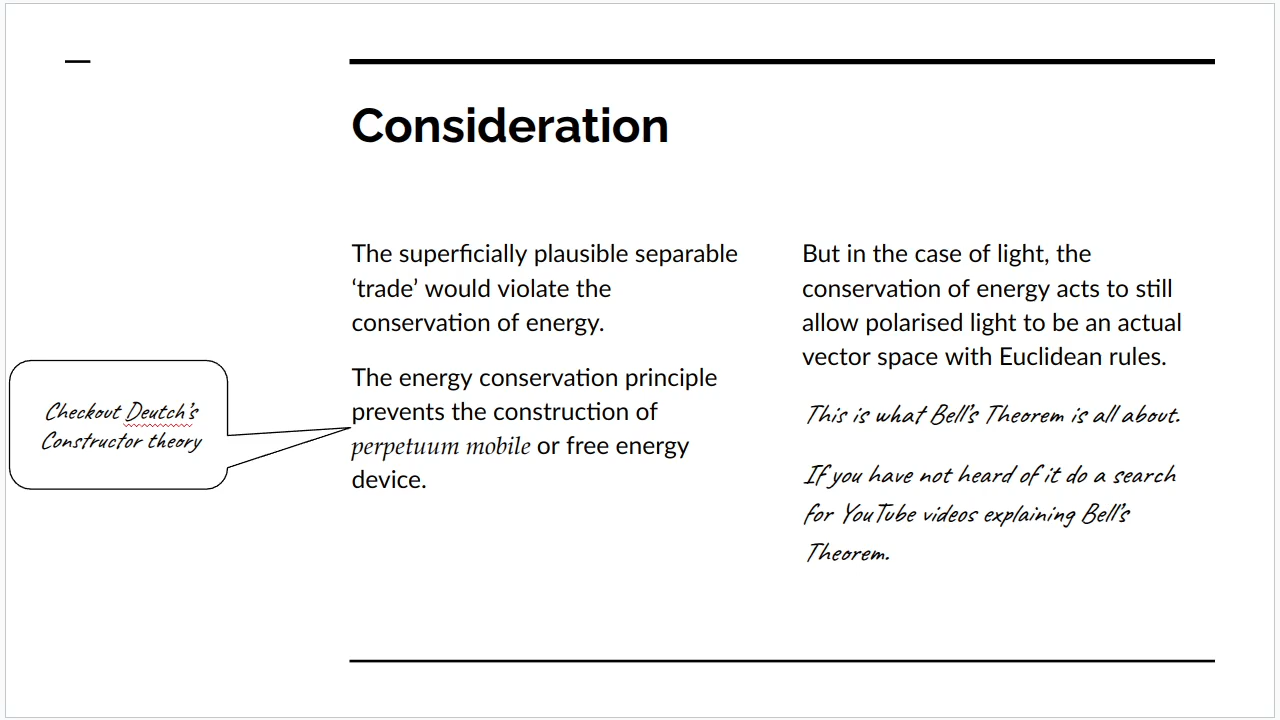 Consideration
The superficially plausible separable
‘trade’ would violate the
conservation of energy.
The energy conservation principle
prevents the construction of
perpetuum mobile or free energy
device.
But in the case of light, the
conservation of energy acts to still
allow polarised light to be an actual
vector space with Euclidean rules.
This is what Bell’s Theorem is all about.
If you have not heard of it do a search
for YouTube videos explaining Bell’s
Theorem.
Checkout Deutch’s
Constructor theory